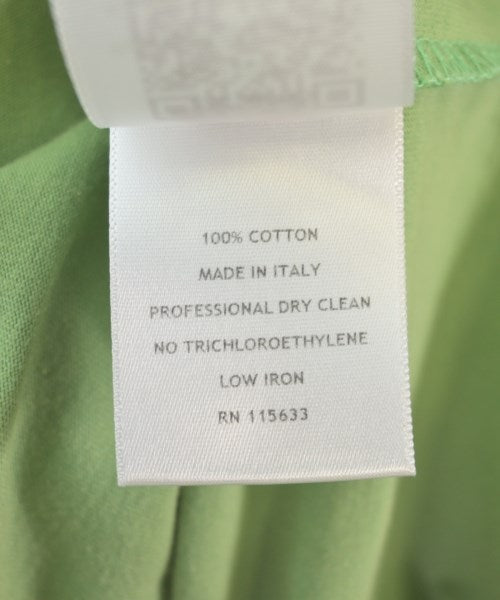 100% COTTON
MADE IN ITALY
PROFESSIONAL DRY CLEAN
NO TRICHLOROETHYLENE
LOW IRON
RN 115633